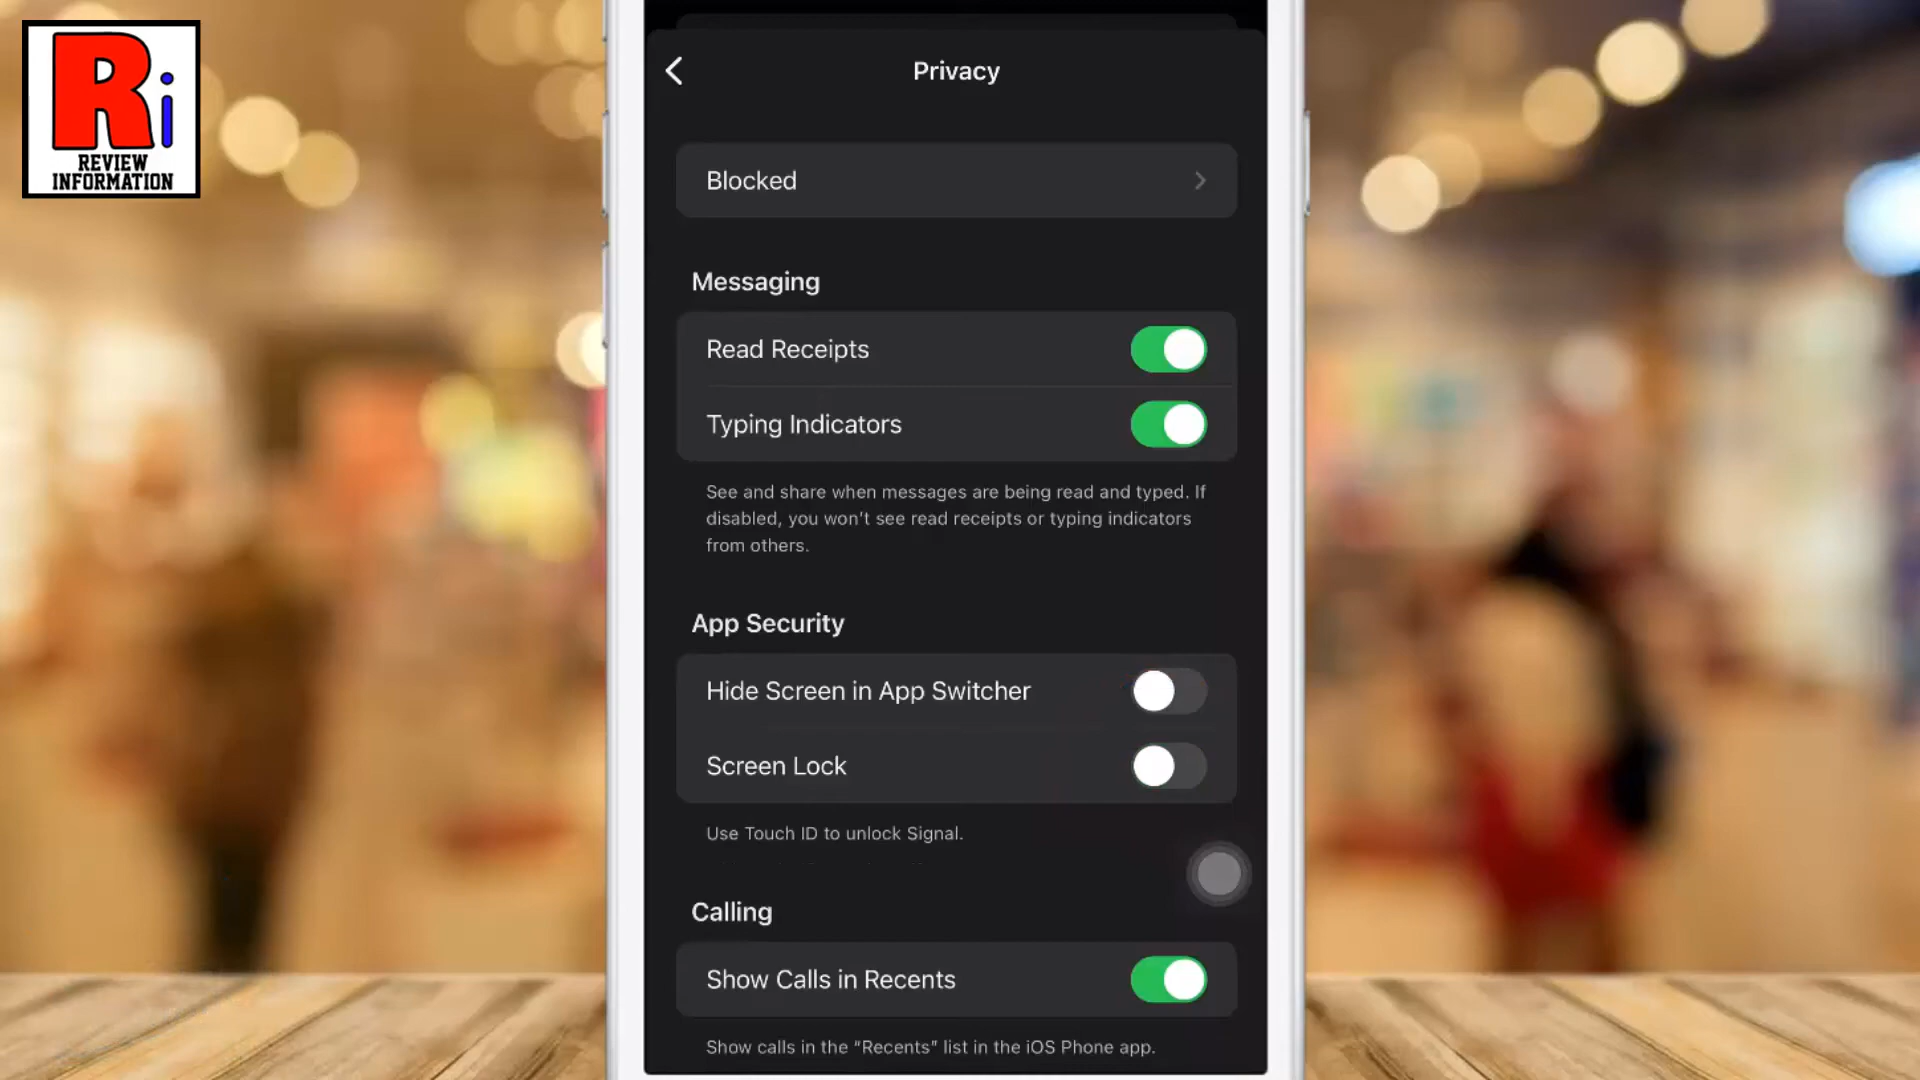 Ri
REVIEW
INFORMATION
Privacy
Blocked
Messaging
Read Receipts
Typing Indicators
See and share when messages are being read and typed. If
disabled, you won't see read receipts or typing indicators
from others.
App Security
Hide Screen in App Switcher
Screen Lock
Use Touch ID to unlock Signal.
Calling
Show Calls in Recents
Show calls in the “Recents” list in the iOS Phone app.